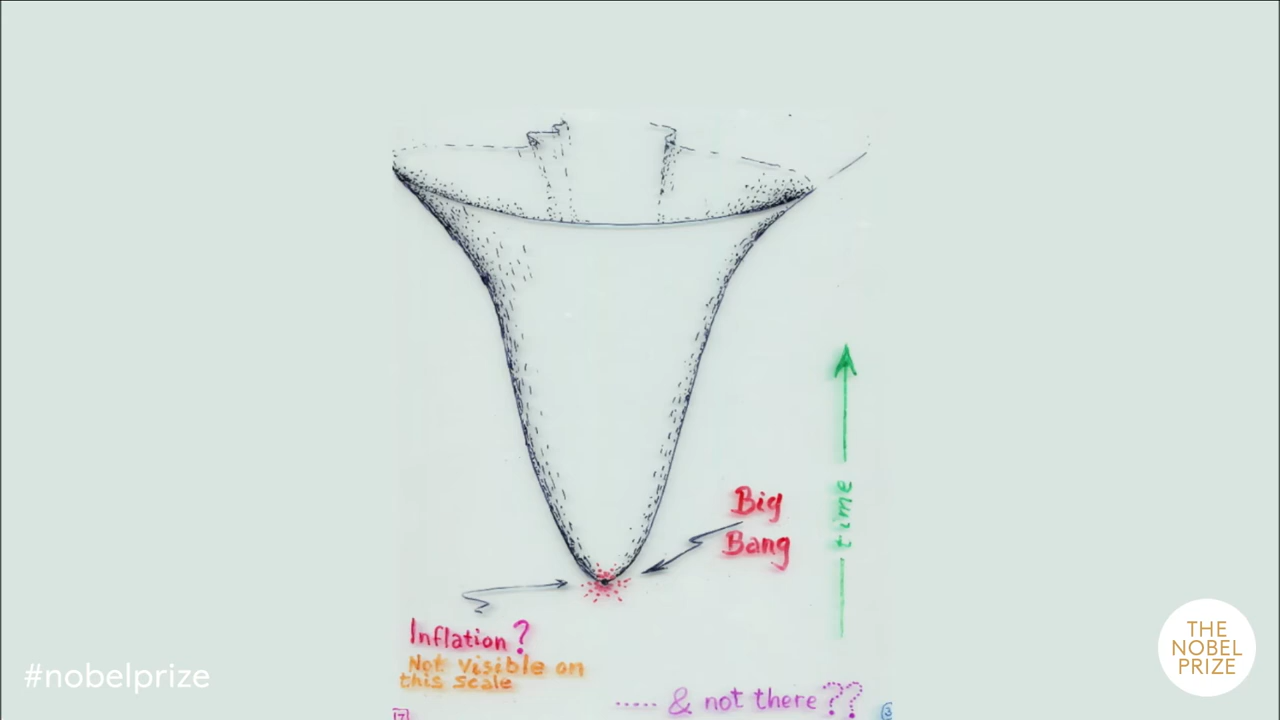 Big
Bang
time
Inflation?
Not visible on
this scale
..... & not there??
#nobelprize
THE
NOBEL
PRIZE